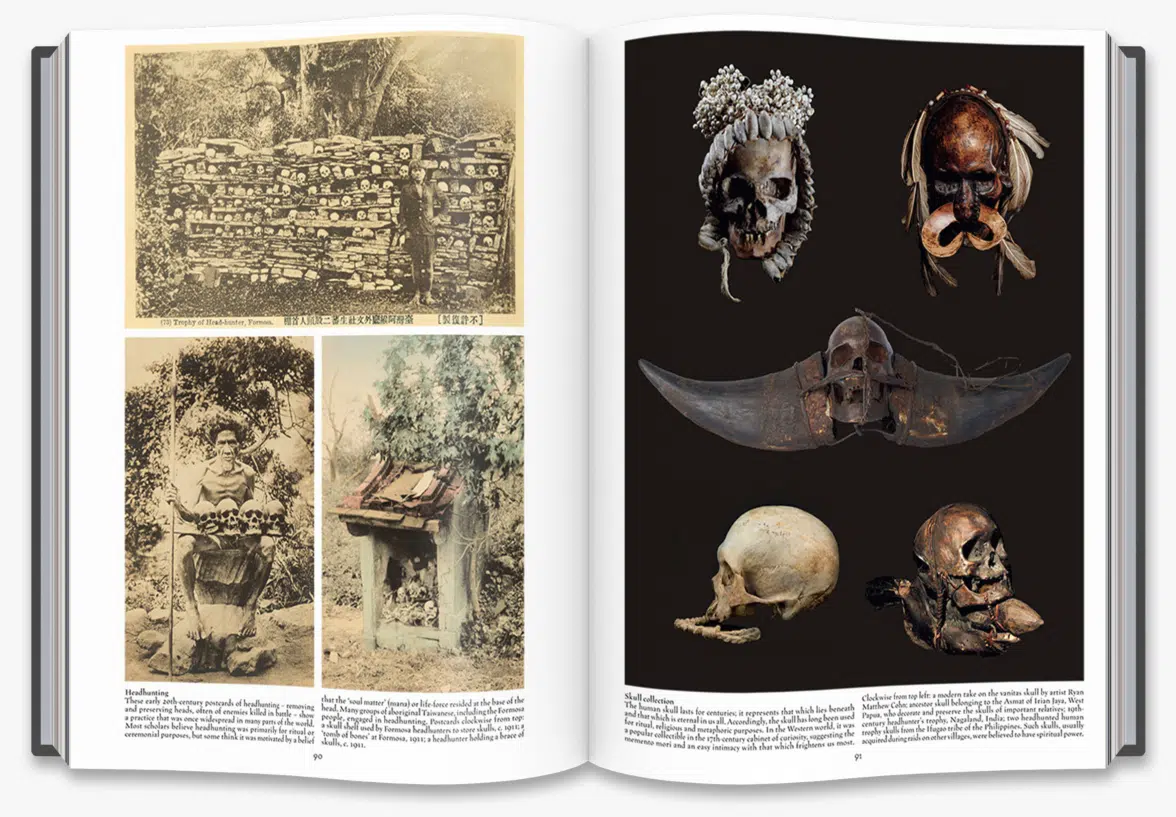 (73) Trophy of Head-hunter, Formosa.
Headhunting
These early 20th-century postcards of headhunting – removing
and preserving heads, often of enemies killed in battle – show
a practice that was once widespread in many parts of the world.
Most scholars believe headhunting was primarily for ritual or
ceremonial purposes, but some think it was motivated by a belief
that the 'soul matter' (mana) or life-force resided at the base of the
head. Many groups of aboriginal Taiwanese, including the Formosa
people, engaged in headhunting. Postcards clockwise from top:
a skull shelf used by Formosa headhunters to store skulls, c. 1911; a
'tomb of bones' at Formosa, 1911; a headhunter holding a brace of
skulls, c. 1911.
90
Skull collection
The human skull lasts for centuries; it represents that which lies beneath
and that which is eternal in us all. Accordingly, the skull has long been used
for ritual, religious and metaphoric purposes. In the Western world, it was
a popular collectible in the 17th-century cabinet of curiosity, suggesting the
memento mori and an easy intimacy with that which frightens us most.
Clockwise from top left: a modern take on the vanitas skull by artist Ryan
Matthew Cohn; ancestor skull belonging to the Asmat of Irian Jaya, West
Papua, who decorate and preserve the skulls of important relatives; 19th-
century headhunter's trophy, Nagaland, India; two headhunted human
trophy skulls from the Ifugao tribe of the Philippines. Such skulls, usually
acquired during raids on other villages, were believed to have spiritual power.
91